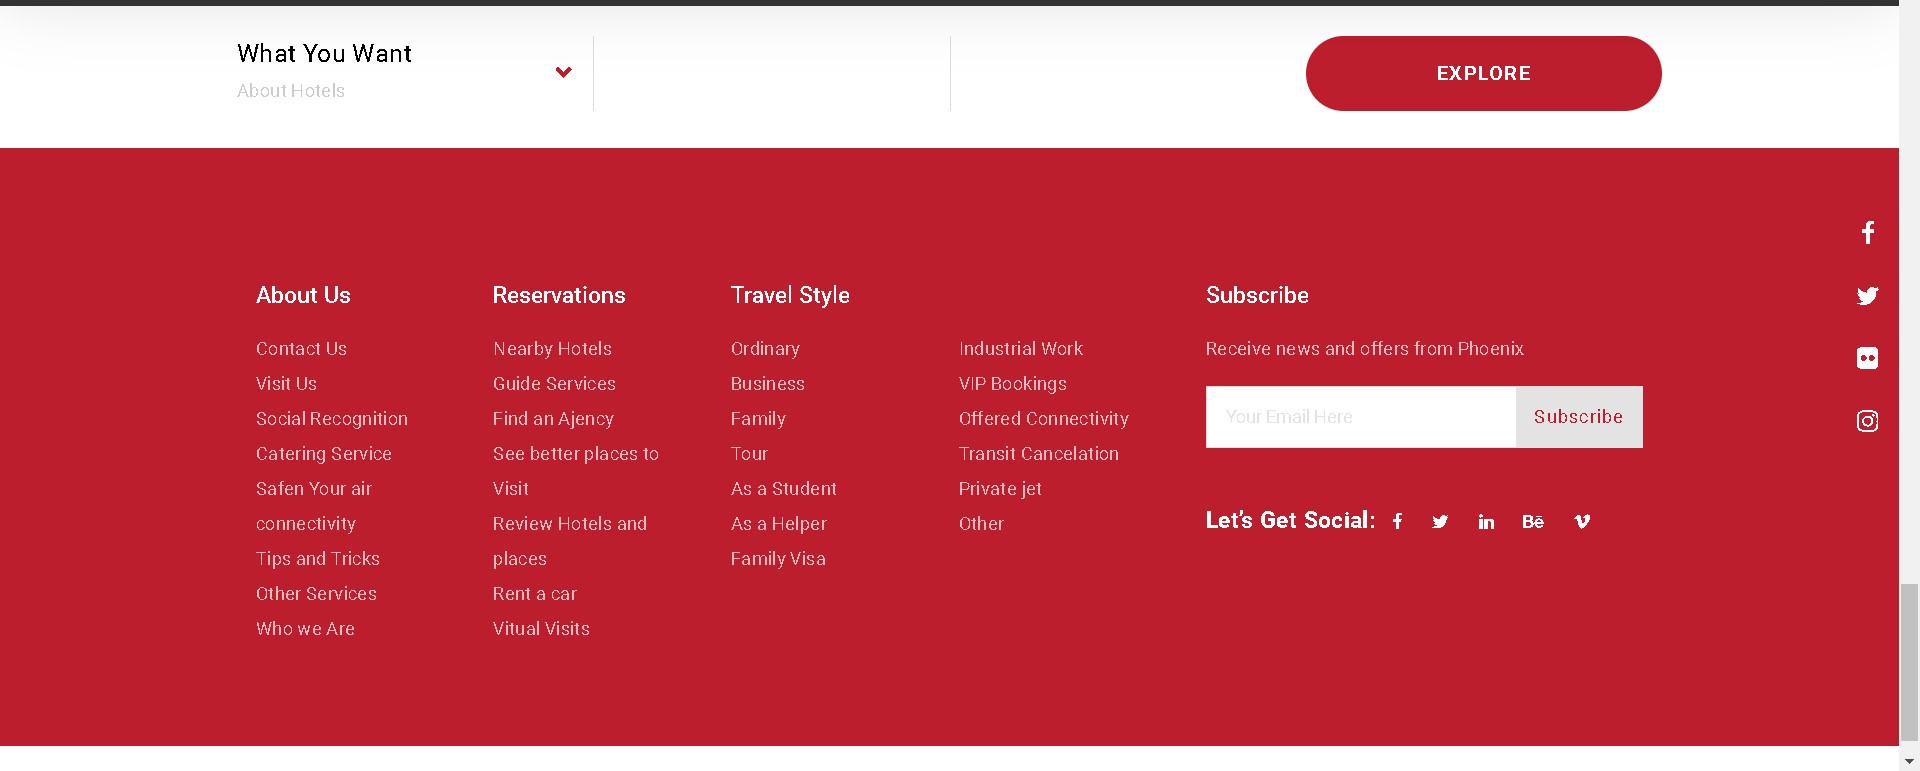 What You Want
About Hotels
EXPLORE
About Us
Contact Us
Visit Us
Social Recognition
Catering Service
Safen Your air
connectivity
Tips and Tricks
Other Services
Who we Are
Reservations
Nearby Hotels
Guide Services
Find an Ajency
See better places to
Visit
Review Hotels and
places
Rent a car
Vitual Visits
Travel Style
Ordinary
Business
Family
Tour
As a Student
As a Helper
Family Visa
Industrial Work
VIP Bookings
Offered Connectivity
Transit Cancelation
Private jet
Other
Subscribe
Receive news and offers from Phoenix
Your Email Here
Subscribe
Let's Get Social: